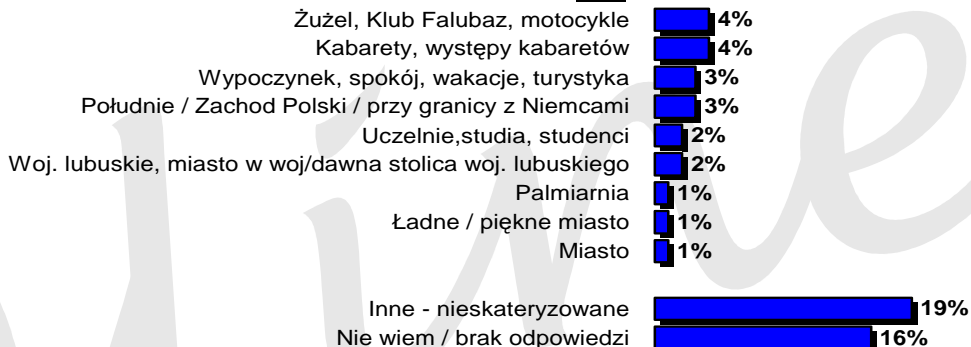 Żużel, Klub Falubaz, motocykle 4%
Kabarety, występy kabaretów 4%
Wypoczynek, spokój, wakacje, turystyka 3%
Południe / Zachod Polski / przy granicy z Niemcami 3%
Uczelnie,studia, studenci 2%
Woj. lubuskie, miasto w woj/dawna stolica woj. lubuskiego 2%
Palmiarnia 1%
Ładne / piękne miasto 1%
Miasto 1%
Inne - nieskateryzowane 19%
Nie wiem / brak odpowiedzi 16%